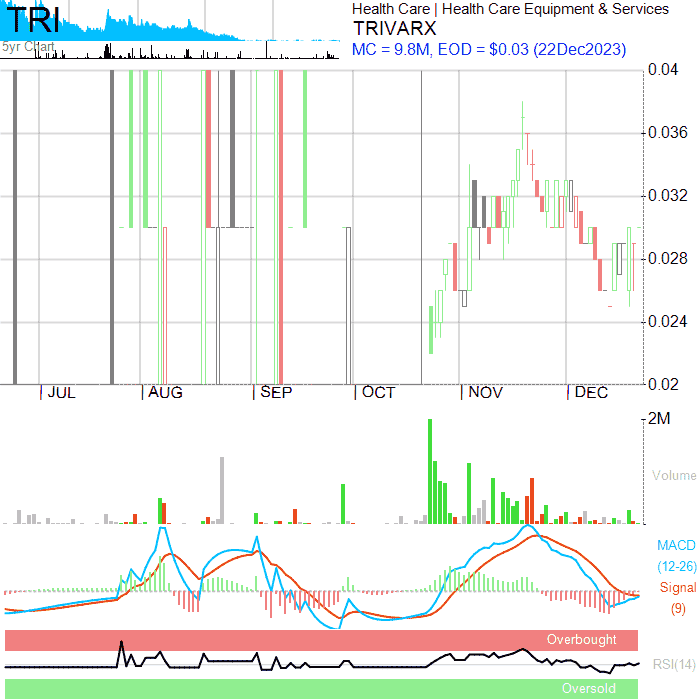 TRI
5yr Chart
Health Care | Health Care Equipment & Services
TRIVARX
MC = 9.8M, EOD = $0.03 (22Dec2023)
0.04
0.036
0.032
0.028
0.024
0.02
JUL
AUG
SEP
OCT
NOV
DEC
2M
Volume
MACD
(12-26)
Signal
(9)
Overbought
RSI(14)
Oversold